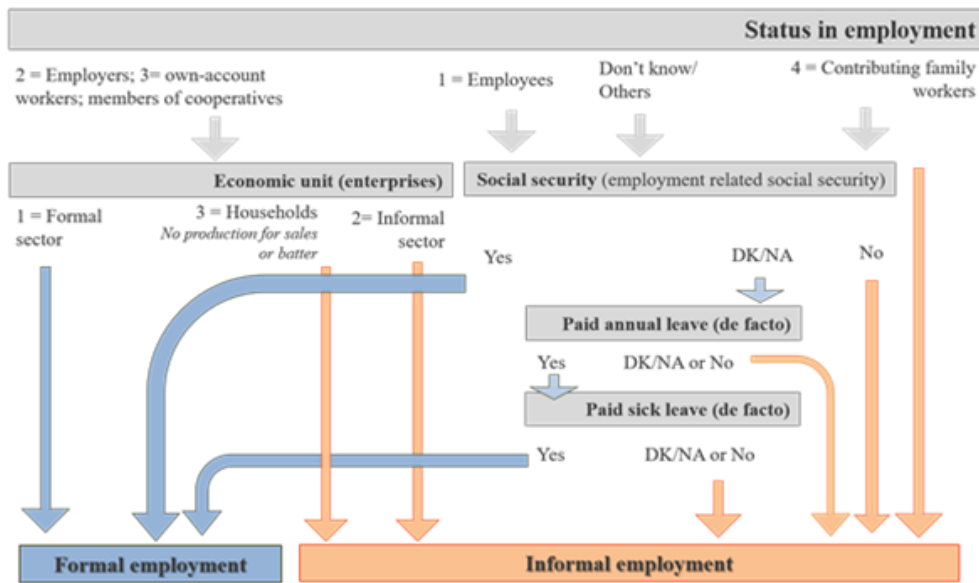 Status in employment
2 = Employers; 3= own-account
workers; members of cooperatives
1 = Employees
Don't know/
Others
4 = Contributing family
workers
Economic unit (enterprises)
Social security (employment related social security)
1 = Formal
sector
3 = Households
No production for sales
or batter
2= Informal
sector
Yes
DK/NA
No
Paid annual leave (de facto)
Yes
DK/NA or No
Paid sick leave (de facto)
Yes
DK/NA or No
Formal employment
Informal employment